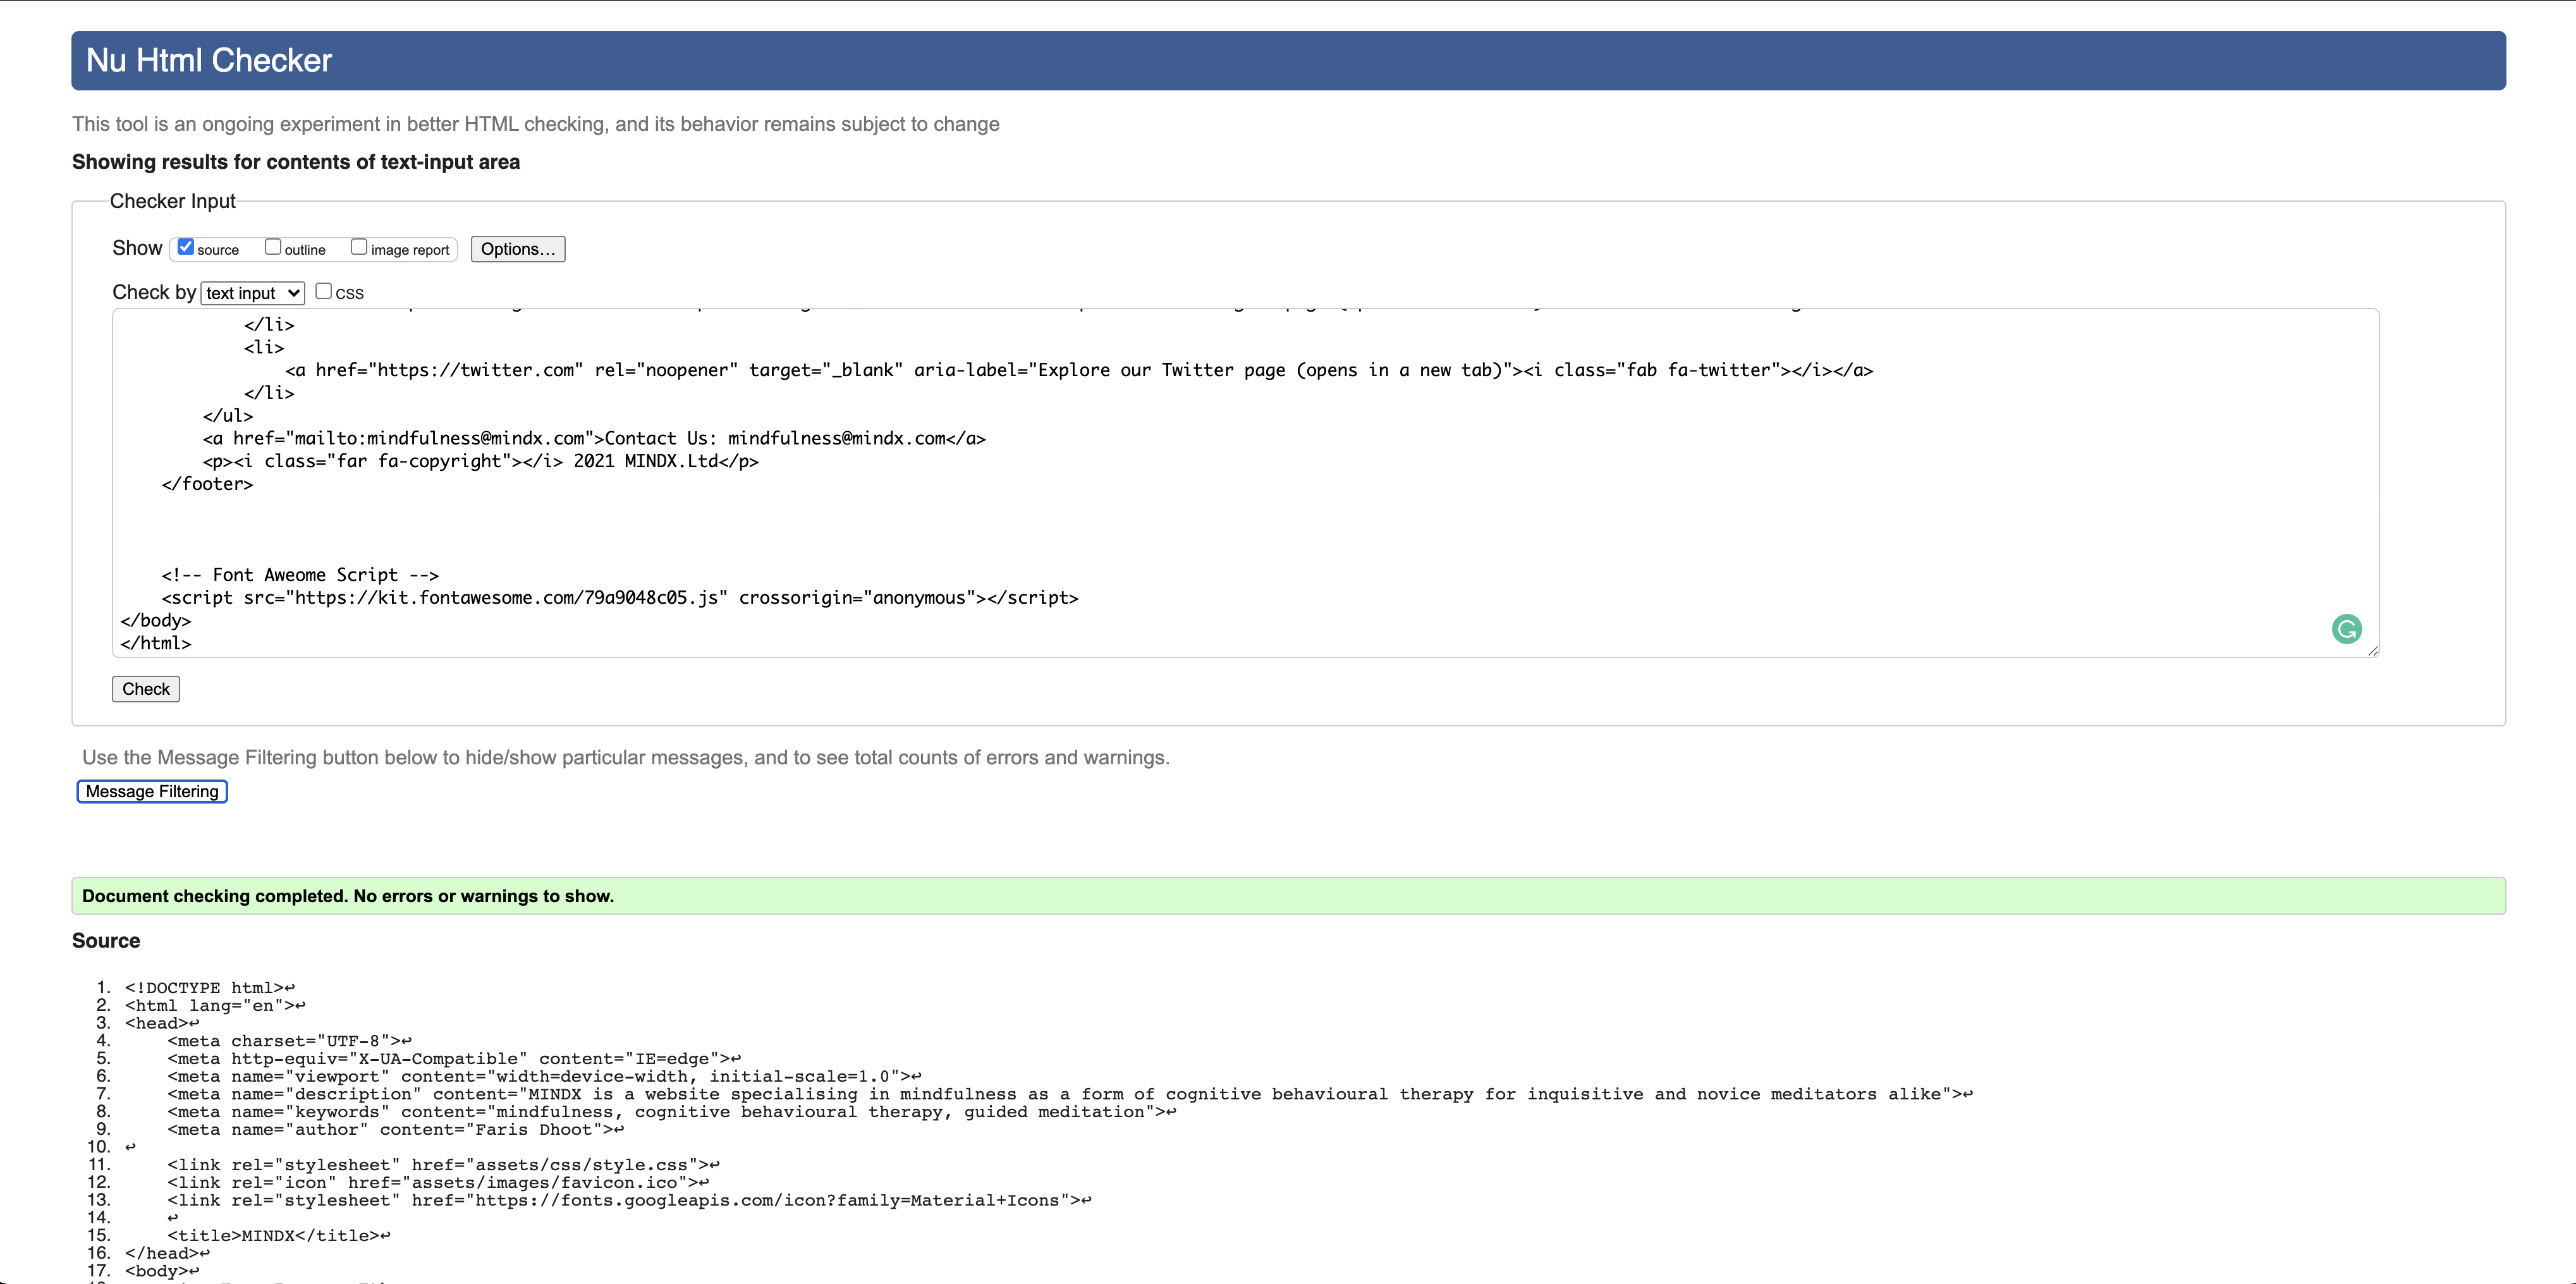 Nu Html Checker
This tool is an ongoing experiment in better HTML checking, and its behavior remains subject to change
Showing results for contents of text-input area
Checker Input
Show source outline image report Options…
Check by text input CSS
</li>
<li>
<a href="https://twitter.com" rel="noopener" target="_blank" aria-label="Explore our Twitter page (opens in a new tab)"><i class="fab fa-twitter"></i></a>
</li>
</ul>
<a href="mailto:mindfulness@mindx.com">Contact Us: mindfulness@mindx.com</a>
<p><i class="far fa-copyright"></i> 2021 MINDX.Ltd</p>
</footer>
<!-- Font Aweome Script -->
<script src="https://kit.fontawesome.com/79a9048c05.js" crossorigin="anonymous"></script>
</body>
</html>
Check
Use the Message Filtering button below to hide/show particular messages, and to see total counts of errors and warnings.
Message Filtering
Document checking completed. No errors or warnings to show.
Source
1. <!DOCTYPE html>↩
2. <html lang="en">↩
3. <head>↩
4. <meta charset="UTF-8">↩
5. <meta http-equiv="X-UA-Compatible" content="IE=edge">↩
6. <meta name="viewport" content="width=device-width, initial-scale=1.0">↩
7. <meta name="description" content="MINDX is a website specialising in mindfulness as a form of cognitive behavioural therapy for inquisitive and novice meditators alike">↩
8. <meta name="keywords" content="mindfulness, cognitive behavioural therapy, guided meditation">↩
9. <meta name="author" content="Faris Dhoot">↩
10. ↩
11. <link rel="stylesheet" href="assets/css/style.css">↩
12. <link rel="icon" href="assets/images/favicon.ico">↩
13. <link rel="stylesheet" href="https://fonts.googleapis.com/icon?family=Material+Icons">↩
14. ↩
15. <title>MINDX</title>↩
16. </head>↩
17. <body>↩